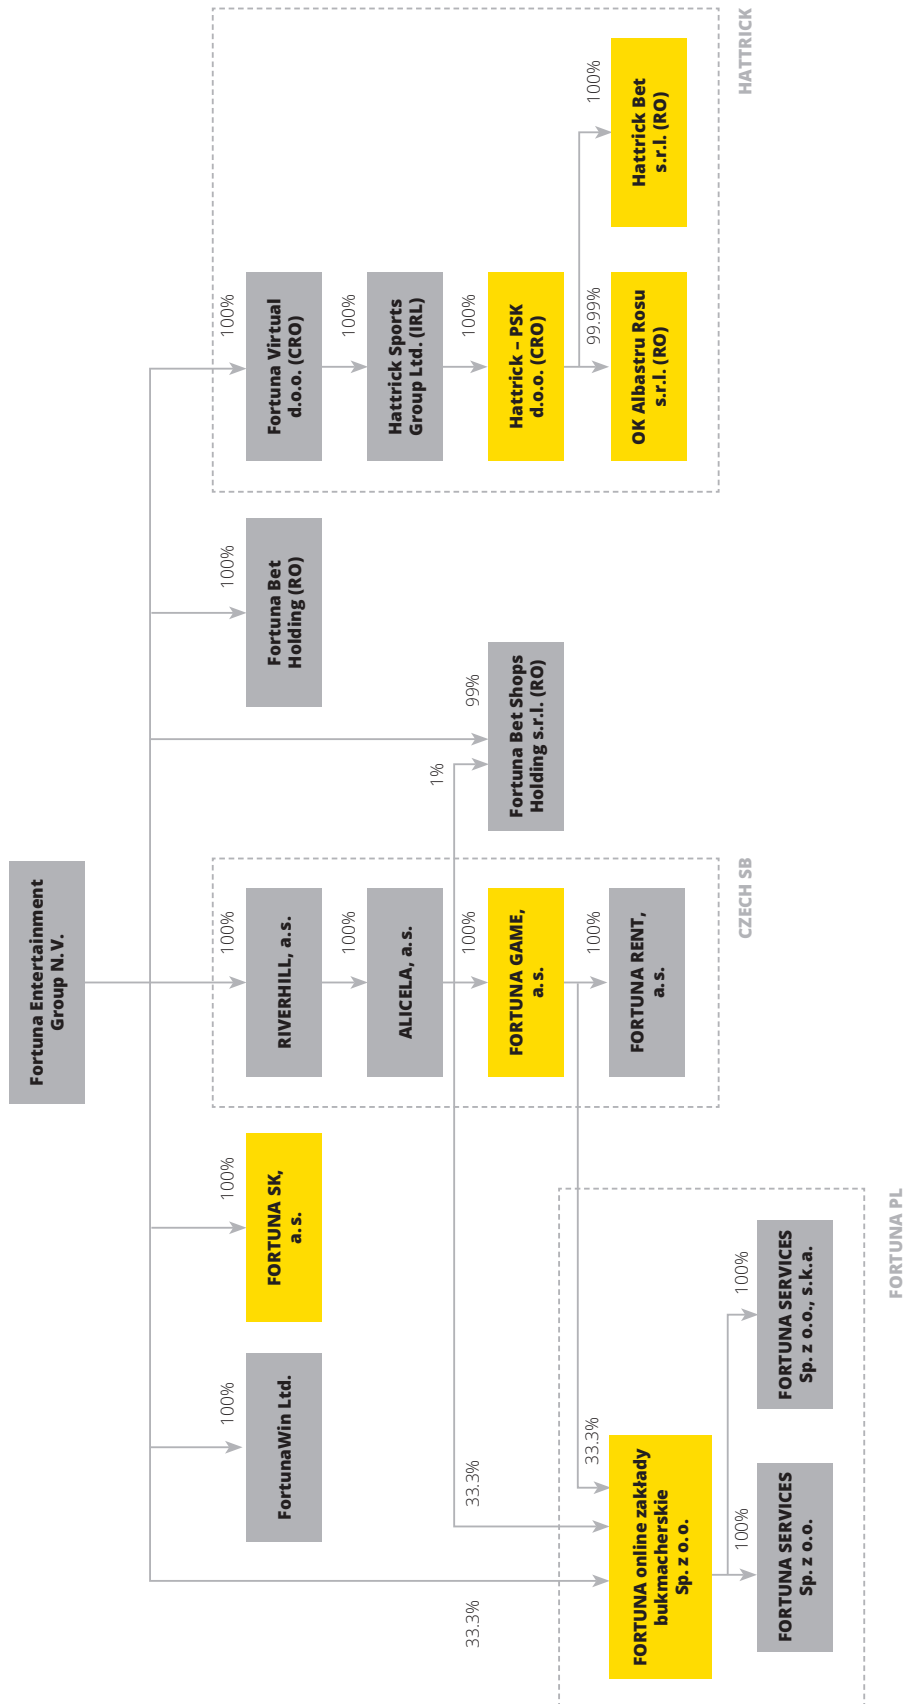 Fortuna Entertainment
Group N.V.
100%
100%
100%
100%
100%
FortunaWin Ltd.
FORTUNA SK,
a.s.
RIVERHILL, a.s.
Fortuna Bet
Holding (RO)
Fortuna Virtual
d.o.o. (CRO)
100%
100%
ALICELA, a.s.
Hattrick Sports
Group Ltd. (IRL)
1%
33.3%
33.3%
100%
99%
100%
FORTUNA GAME,
a.s.
Fortuna Bet Shops
Holding s.r.l. (RO)
Hattrick – PSK
d.o.o. (CRO)
33.3%
100%
99.99%
100%
FORTUNA online zakłady
bukmacherskie
Sp. z o.o.
FORTUNA RENT,
a.s.
OK Albastru Rosu
s.r.l. (RO)
Hattrick Bet
s.r.l. (RO)
100%
100%
CZECH SB
HATTRICK
FORTUNA SERVICES
Sp. z o.o.
FORTUNA SERVICES
Sp. z o.o., s.k.a.
FORTUNA PL